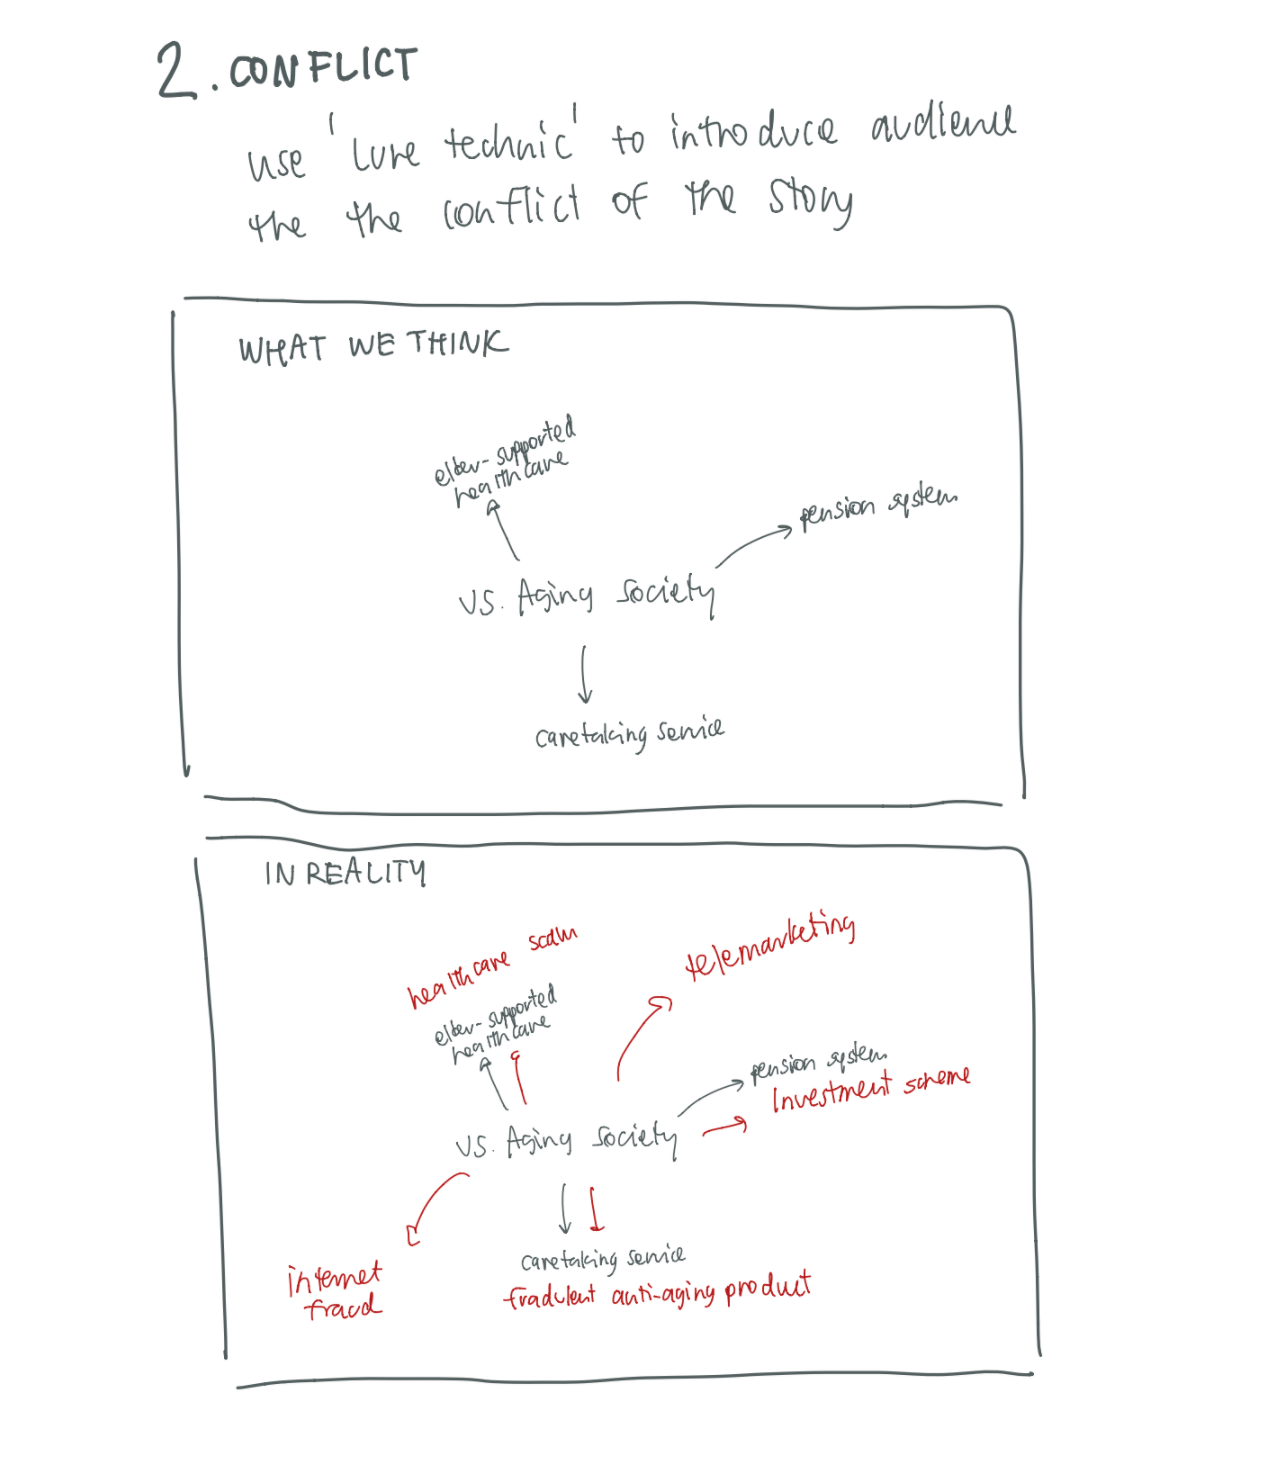 2. CONFLICT
use 'lure technic' to introduce audience
the the conflict of the story
WHAT WE THINK
elder-supported
healthcare
pension system
US. Aging Society
caretaking service
IN REALITY
healthcare scam
telemarketing
elder-supported
healthcare
pension system
Investment scheme
US. Aging Society
caretaking service
fradulent anti-aging product
internet
fraud